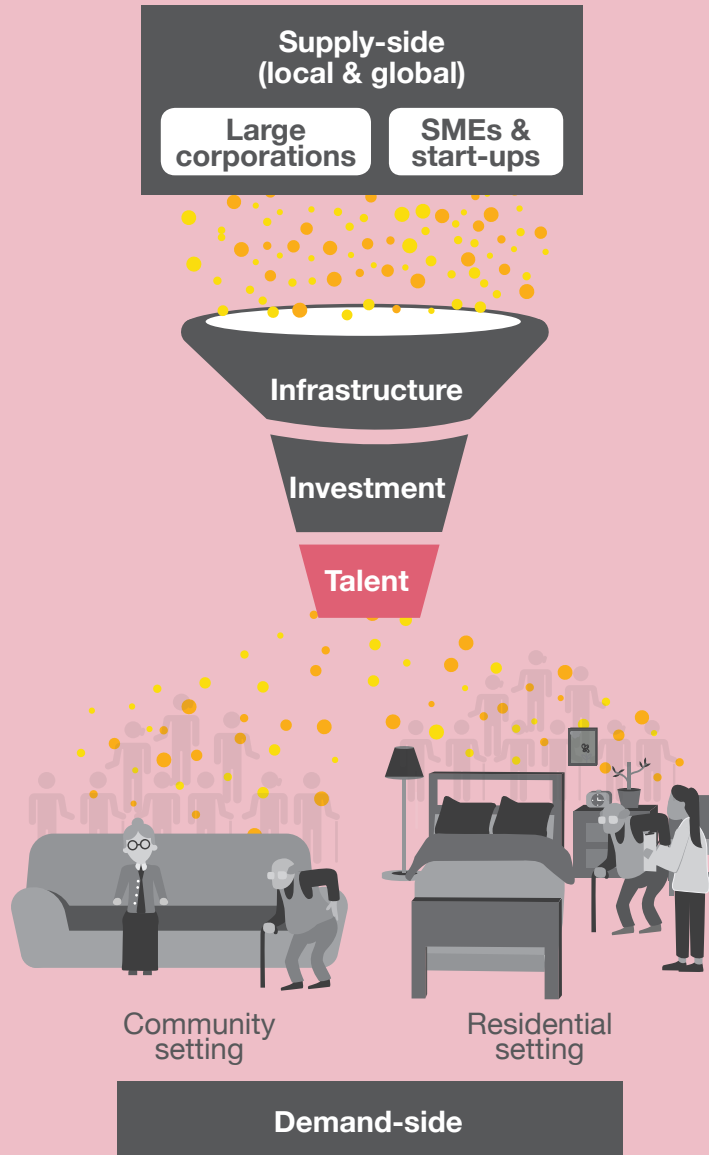 Supply-side
(local & global)
Large
corporations
SMEs &
start-ups
Infrastructure
Investment
Talent
Community
setting
Residential
setting
Demand-side